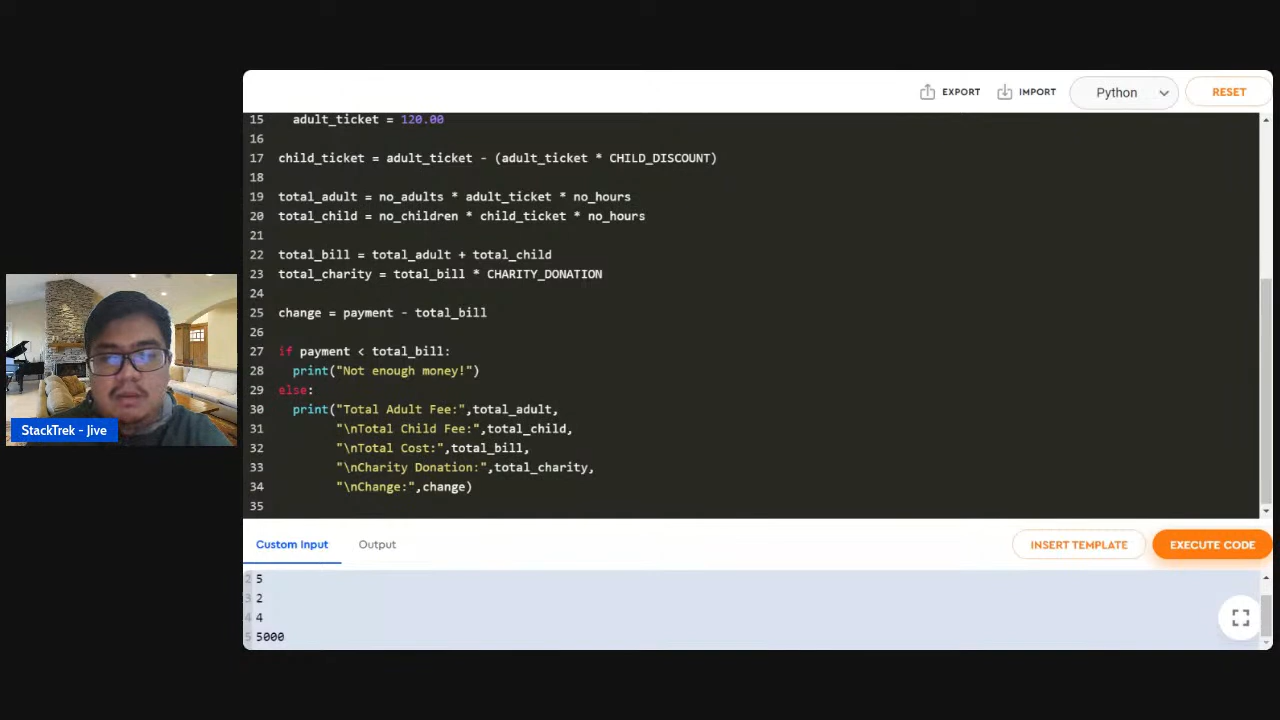 EXPORT IMPORT Python RESET
15 adult_ticket = 120.00
16
17 child_ticket = adult_ticket - (adult_ticket * CHILD_DISCOUNT)
18
19 total_adult = no_adults * adult_ticket * no_hours
20 total_child = no_children * child_ticket * no_hours
21
22 total_bill = total_adult + total_child
23 total_charity = total_bill * CHARITY_DONATION
24
25 change = payment - total_bill
26
27 if payment < total_bill:
28 print("Not enough money!")
29 else:
30 print("Total Adult Fee:",total_adult,
31 "\nTotal Child Fee:",total_child,
32 "\nTotal Cost:",total_bill,
33 "\nCharity Donation:",total_charity,
34 "\nChange:",change)
35
StackTrek - Jive
Custom Input Output INSERT TEMPLATE EXECUTE CODE
2 5
3 2
4 4
5 5000